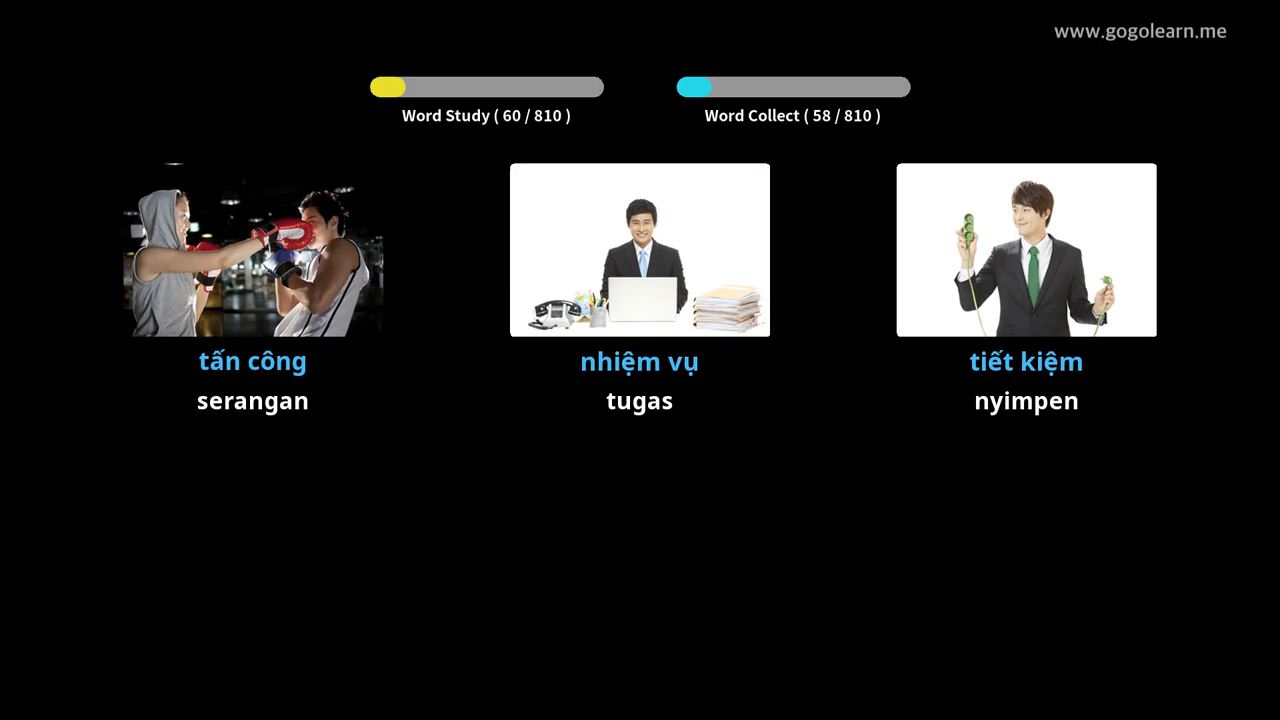 www.gogolearn.me
Word Study ( 60 / 810 )
Word Collect ( 58 / 810 )
tấn công
serangan
nhiệm vụ
tugas
tiết kiệm
nyimpen